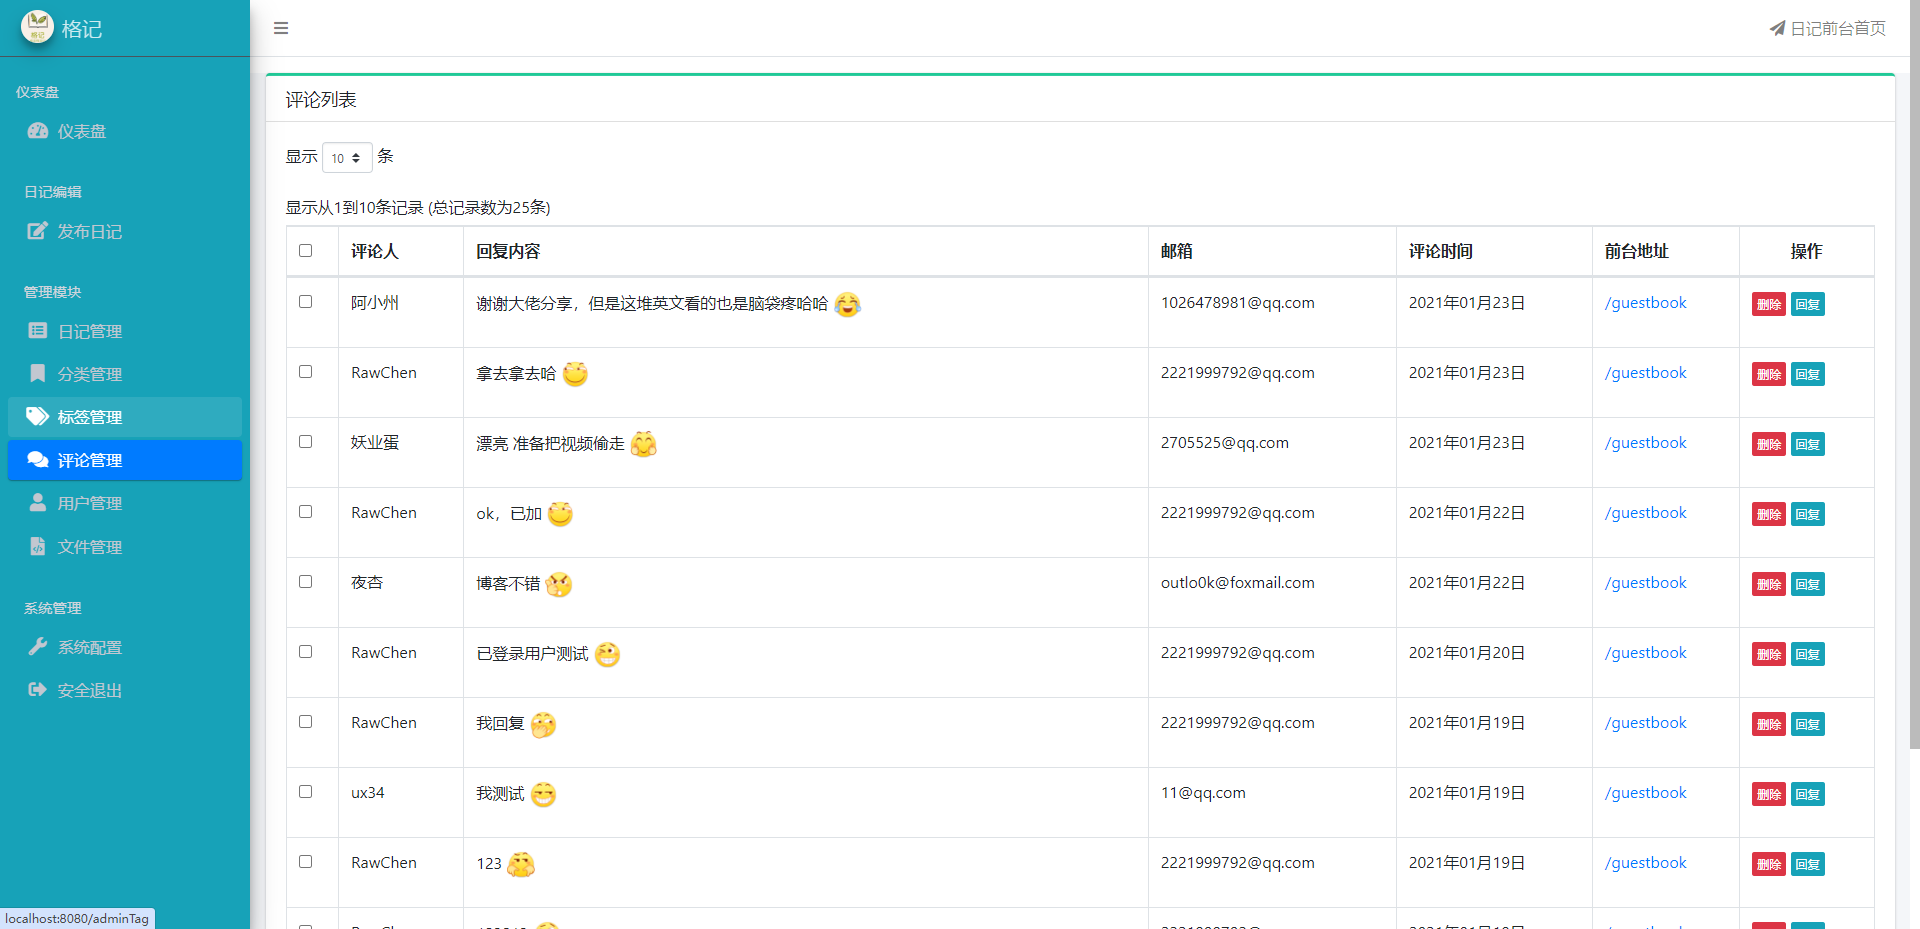 格记
日记前台首页
仪表盘
仪表盘
日记编辑
发布日记
管理模块
日记管理
分类管理
标签管理
评论管理
用户管理
文件管理
系统管理
系统配置
安全退出
评论列表
显示 10 条
显示从1到10条记录 (总记录数为25条)
评论人 回复内容 邮箱 评论时间 前台地址 操作
阿小州 谢谢大佬分享，但是这堆英文看的也是脑袋疼哈哈 1026478981@qq.com 2021年01月23日 /guestbook 删除 回复
RawChen 拿去拿去哈 2221999792@qq.com 2021年01月23日 /guestbook 删除 回复
妖业蛋 漂亮 准备把视频偷走 2705525@qq.com 2021年01月23日 /guestbook 删除 回复
RawChen ok，已加 2221999792@qq.com 2021年01月22日 /guestbook 删除 回复
夜杏 博客不错 outlo0k@foxmail.com 2021年01月22日 /guestbook 删除 回复
RawChen 已登录用户测试 2221999792@qq.com 2021年01月20日 /guestbook 删除 回复
RawChen 我回复 2221999792@qq.com 2021年01月19日 /guestbook 删除 回复
ux34 我测试 11@qq.com 2021年01月19日 /guestbook 删除 回复
RawChen 123 2221999792@qq.com 2021年01月19日 /guestbook 删除 回复
localhost:8080/adminTag